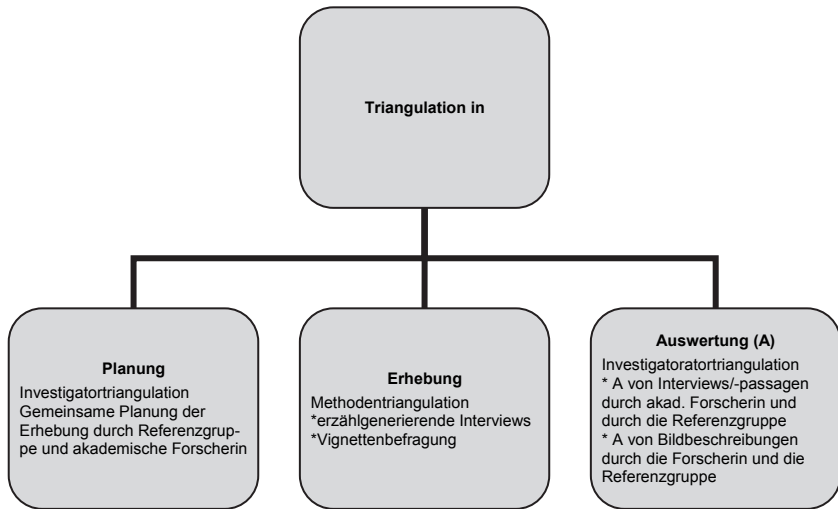 Triangulation in
Planung
Investigatortriangulation
Gemeinsame Planung der
Erhebung durch Referenzgrup-
pe und akademische Forscherin
Erhebung
Methodentriangulation
*erzählgenerierende Interviews
*Vignettenbefragung
Auswertung (A)
Investigatoratortriangulation
* A von Interviews/-passagen
durch akad. Forscherin und
durch die Referenzgruppe
* A von Bildbeschreibungen
durch die Forscherin und die
Referenzgruppe